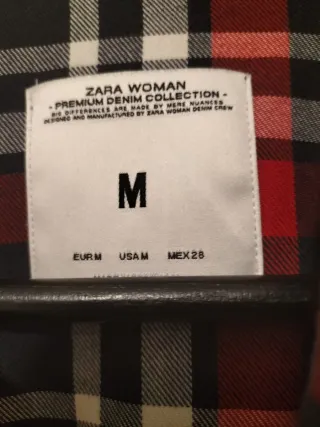 ZARA WOMAN
- PREMIUM DENIM COLLECTION -
BIG DIFFERENCES ARE MADE BY MERE NUANCES
DESIGNED AND MANUFACTURED BY ZARA WOMAN DENIM CREW
M
EUR M USA M MEX 28